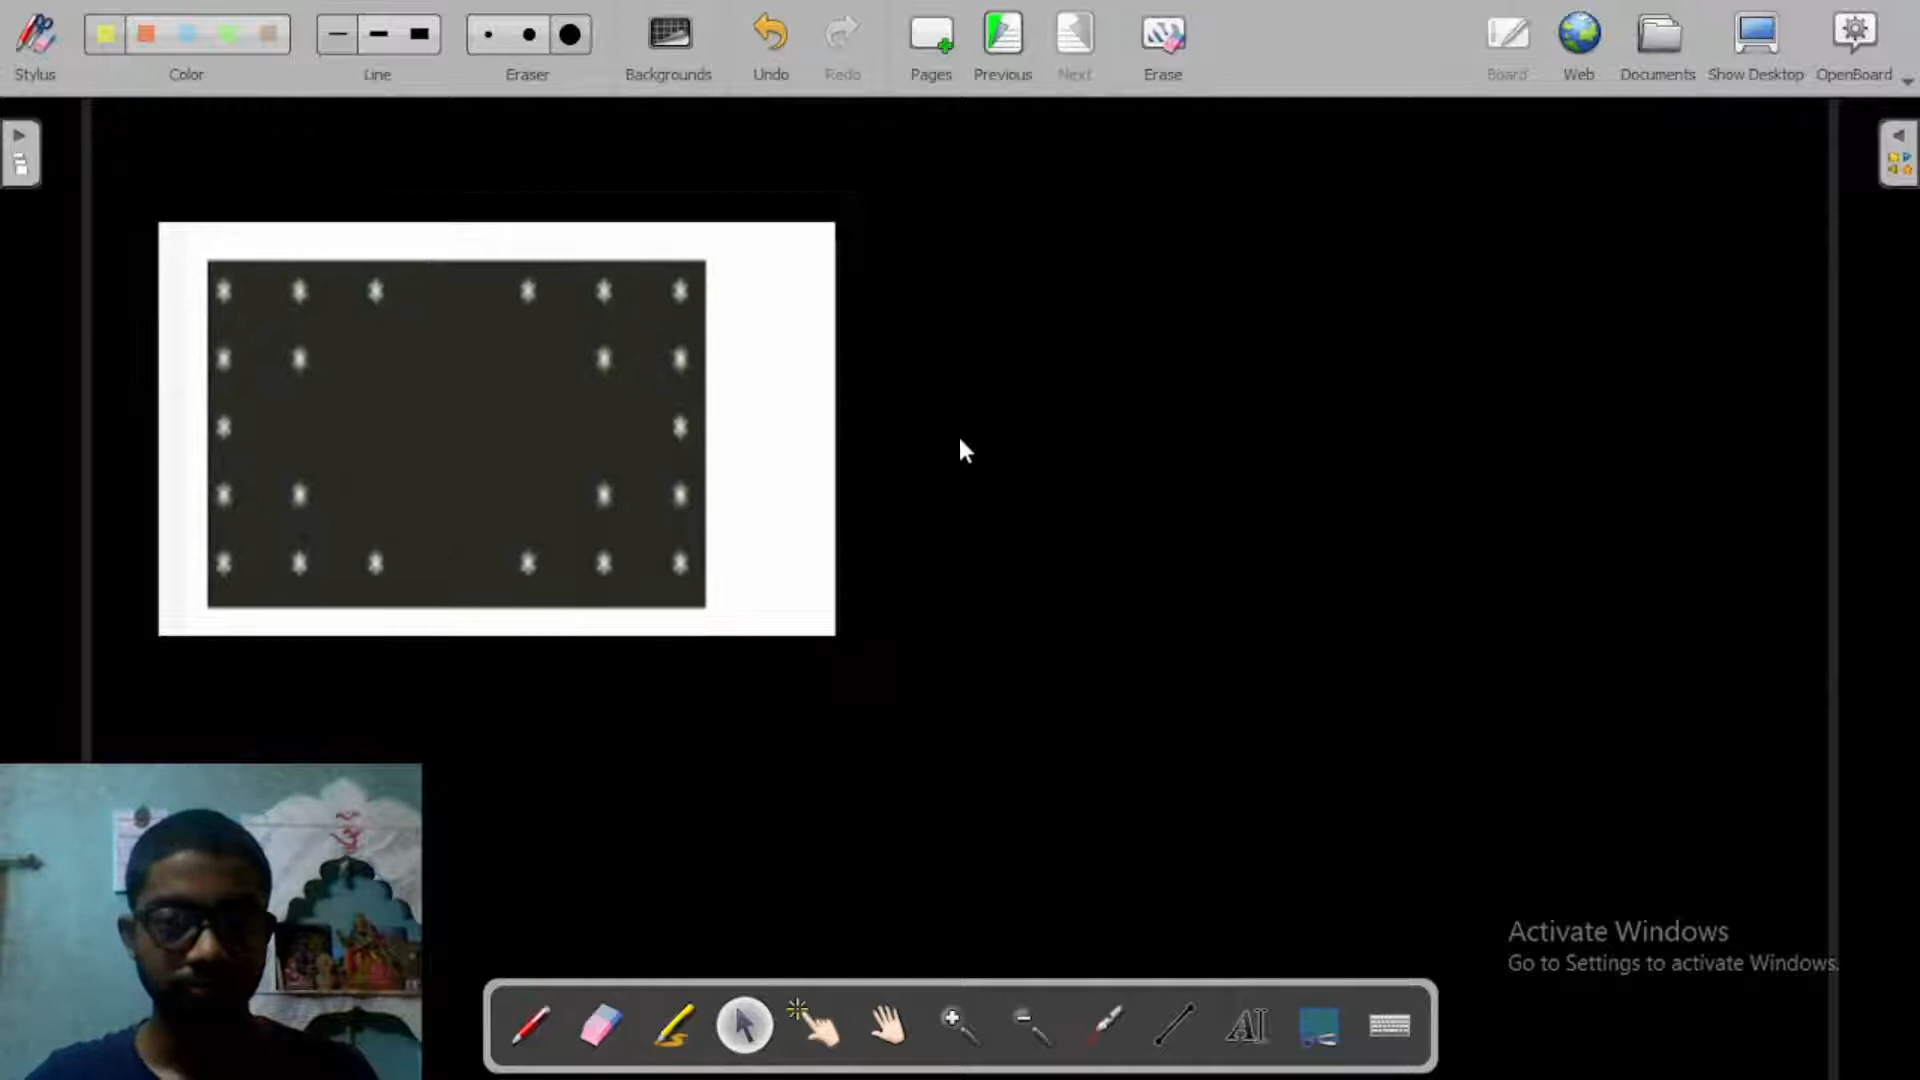 Stylus Color Line Eraser Backgrounds Undo Redo Pages Previous Next Erase Board Web Documents Show Desktop OpenBoard
* * * * * *
* * * *
* *
* * * *
* * * * * *
ॐ
Activate Windows
Go to Settings to activate Windows.
AI